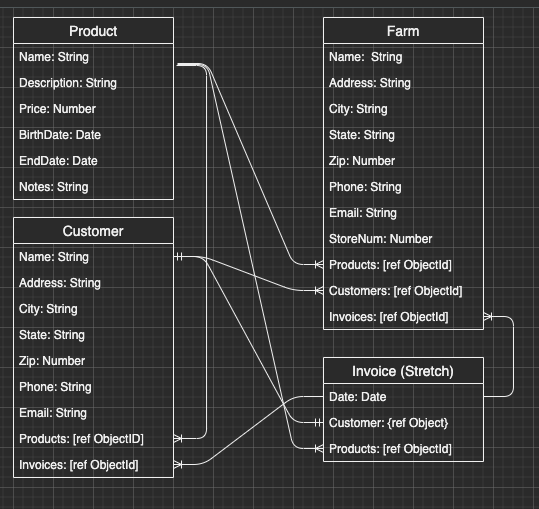 Product
Name: String
Description: String
Price: Number
BirthDate: Date
EndDate: Date
Notes: String
Customer
Name: String
Address: String
City: String
State: String
Zip: Number
Phone: String
Email: String
Products: [ref ObjectID]
Invoices: [ref ObjectId]
Farm
Name:  String
Address: String
City: String
State: String
Zip: Number
Phone: String
Email: String
StoreNum: Number
Products: [ref ObjectId]
Customers: [ref ObjectId]
Invoices: [ref ObjectId]
Invoice (Stretch)
Date: Date
Customer: {ref Object}
Products: [ref ObjectId]